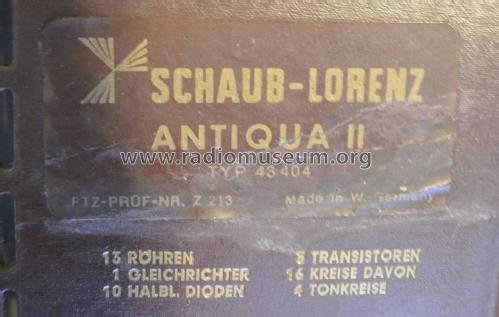 SCHAUB-LORENZ
ANTIQUA II
www.radiomuseum.org
TYP 43 404
FTZ-PRÜF-NR. Z 213 Made in W.-Germany
13 RÖHREN
1 GLEICHRICHTER
10 HALBL. DIODEN
3 TRANSISTOREN
16 KREISE DAVON
4 TONKREISE